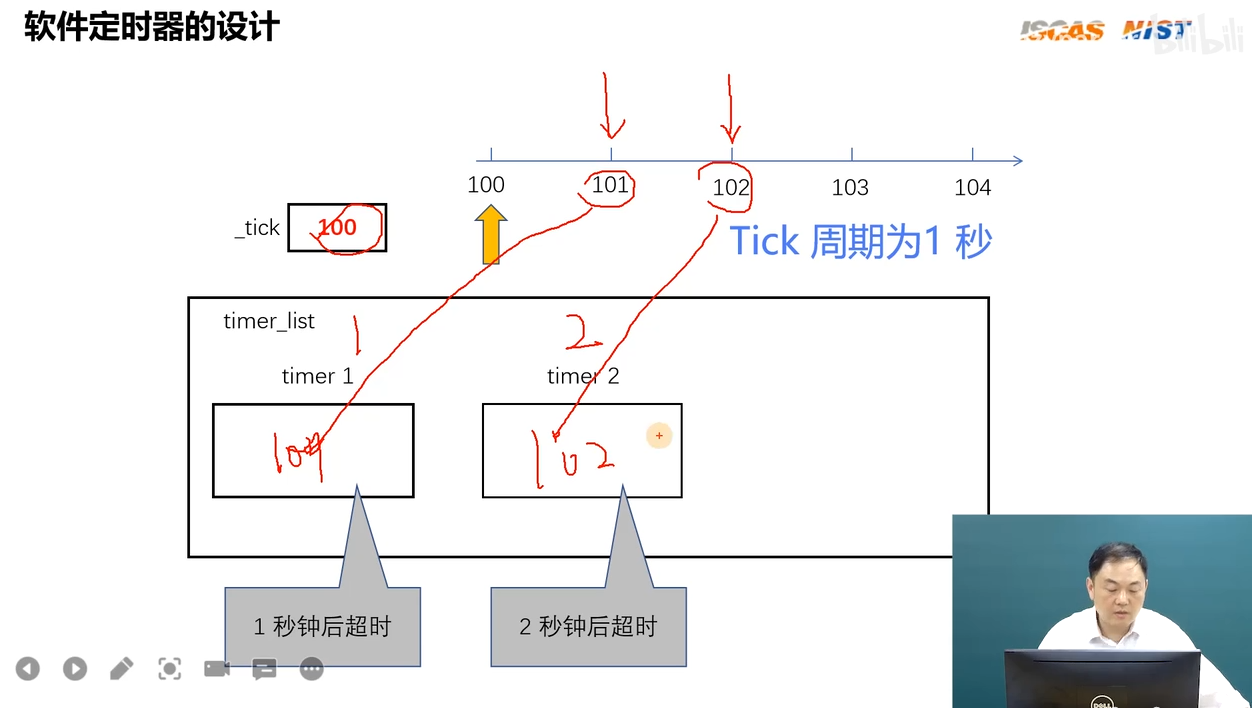 软件定时器的设计
ISCAS NIST
bilibili
100
101
102
103
104
_tick
100
Tick 周期为1 秒
timer_list
1
2
timer 1
timer 2
102
1 秒钟后超时
2 秒钟后超时
DELL